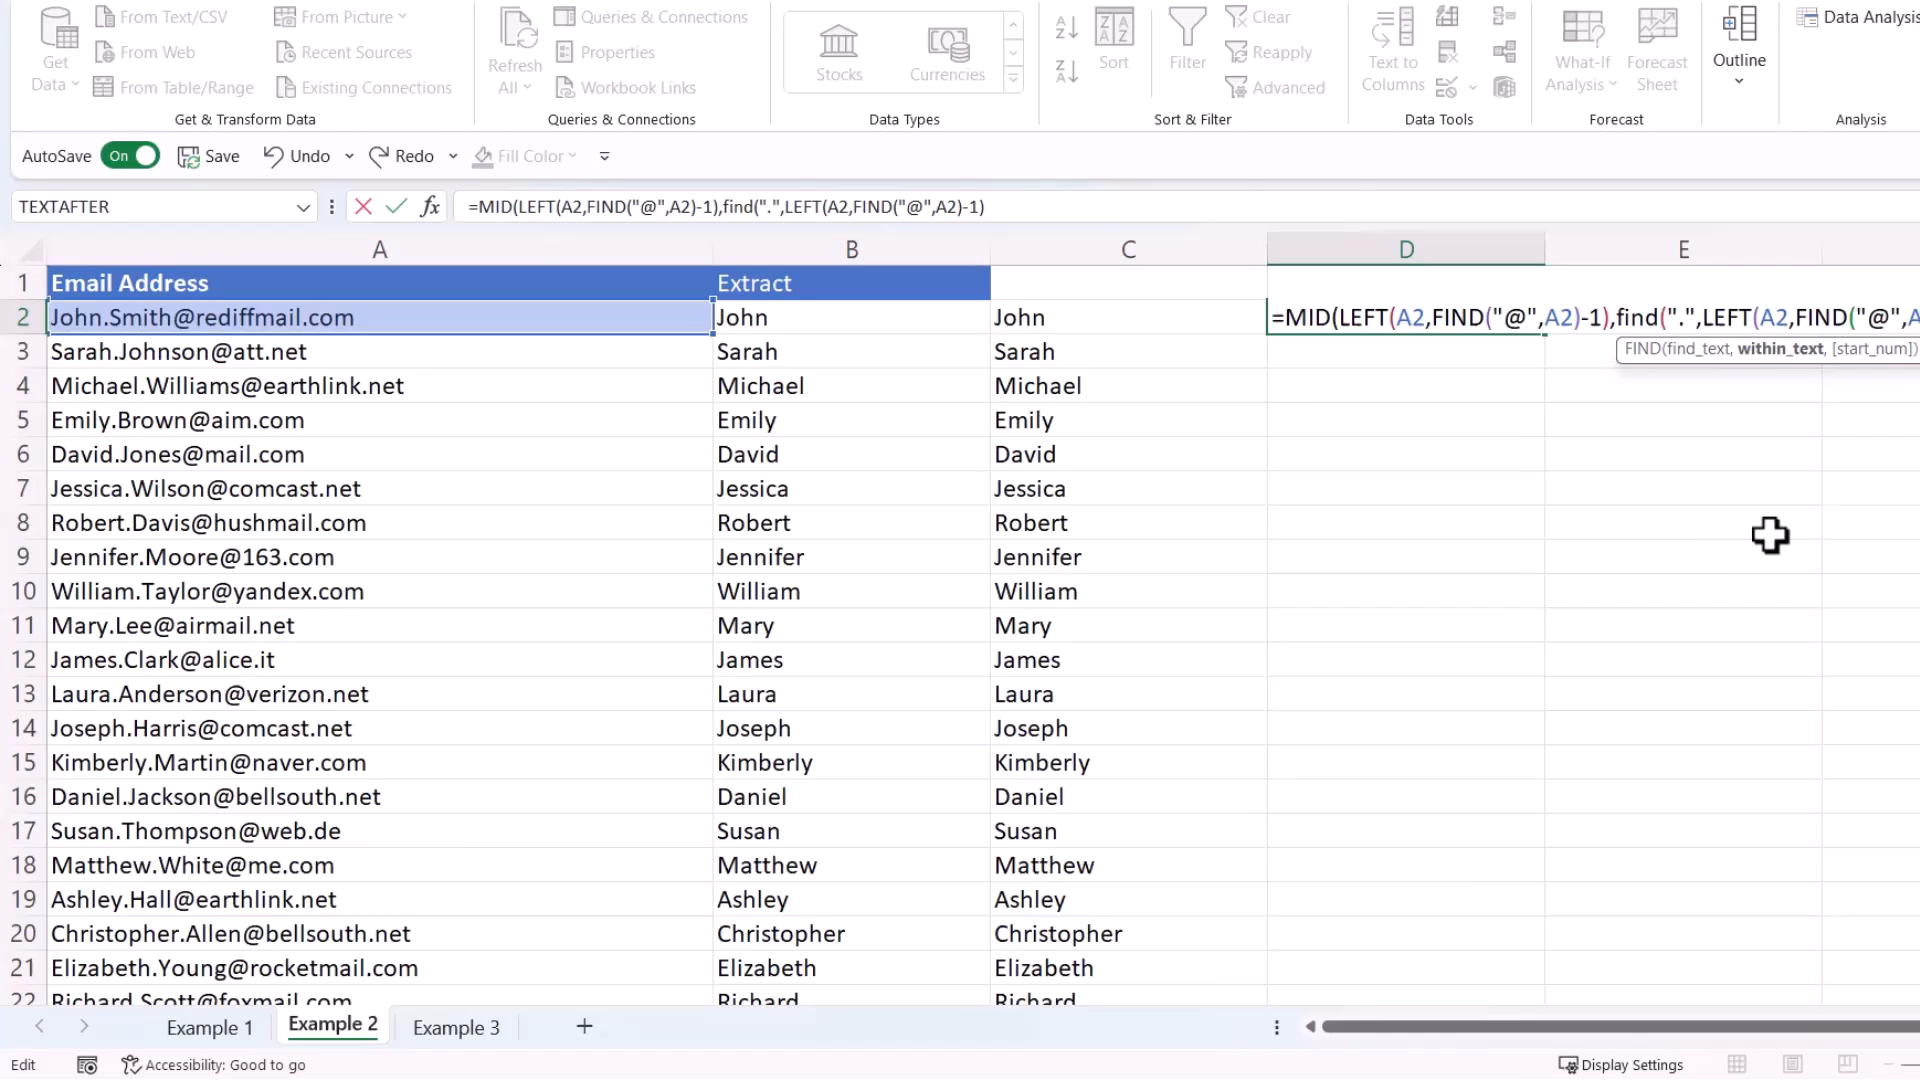 From Text/CSV
From Picture
Queries & Connections
Clear
Data Analysis
From Web
Recent Sources
Properties
Get
Data
Refresh
All
Stocks
Currencies
Sort
Filter
Reapply
Text to
Columns
What-If
Analysis
Forecast
Sheet
Outline
From Table/Range
Existing Connections
Workbook Links
Advanced
Get & Transform Data
Queries & Connections
Data Types
Sort & Filter
Data Tools
Forecast
Analysis
AutoSave On Save Undo Redo Fill Color
TEXTAFTER fx =MID(LEFT(A2,FIND("@",A2)-1),find(".",LEFT(A2,FIND("@",A2)-1)
A B C D E
1 Email Address Extract
2 John.Smith@rediffmail.com John John =MID(LEFT(A2,FIND("@",A2)-1),find(".",LEFT(A2,FIND("@",A
FIND(find_text, within_text, [start_num])
3 Sarah.Johnson@att.net Sarah Sarah
4 Michael.Williams@earthlink.net Michael Michael
5 Emily.Brown@aim.com Emily Emily
6 David.Jones@mail.com David David
7 Jessica.Wilson@comcast.net Jessica Jessica
8 Robert.Davis@hushmail.com Robert Robert
9 Jennifer.Moore@163.com Jennifer Jennifer
10 William.Taylor@yandex.com William William
11 Mary.Lee@airmail.net Mary Mary
12 James.Clark@alice.it James James
13 Laura.Anderson@verizon.net Laura Laura
14 Joseph.Harris@comcast.net Joseph Joseph
15 Kimberly.Martin@naver.com Kimberly Kimberly
16 Daniel.Jackson@bellsouth.net Daniel Daniel
17 Susan.Thompson@web.de Susan Susan
18 Matthew.White@me.com Matthew Matthew
19 Ashley.Hall@earthlink.net Ashley Ashley
20 Christopher.Allen@bellsouth.net Christopher Christopher
21 Elizabeth.Young@rocketmail.com Elizabeth Elizabeth
22 Richard.Scott@foxmail.com Richard Richard
Example 1 Example 2 Example 3
Edit Accessibility: Good to go Display Settings